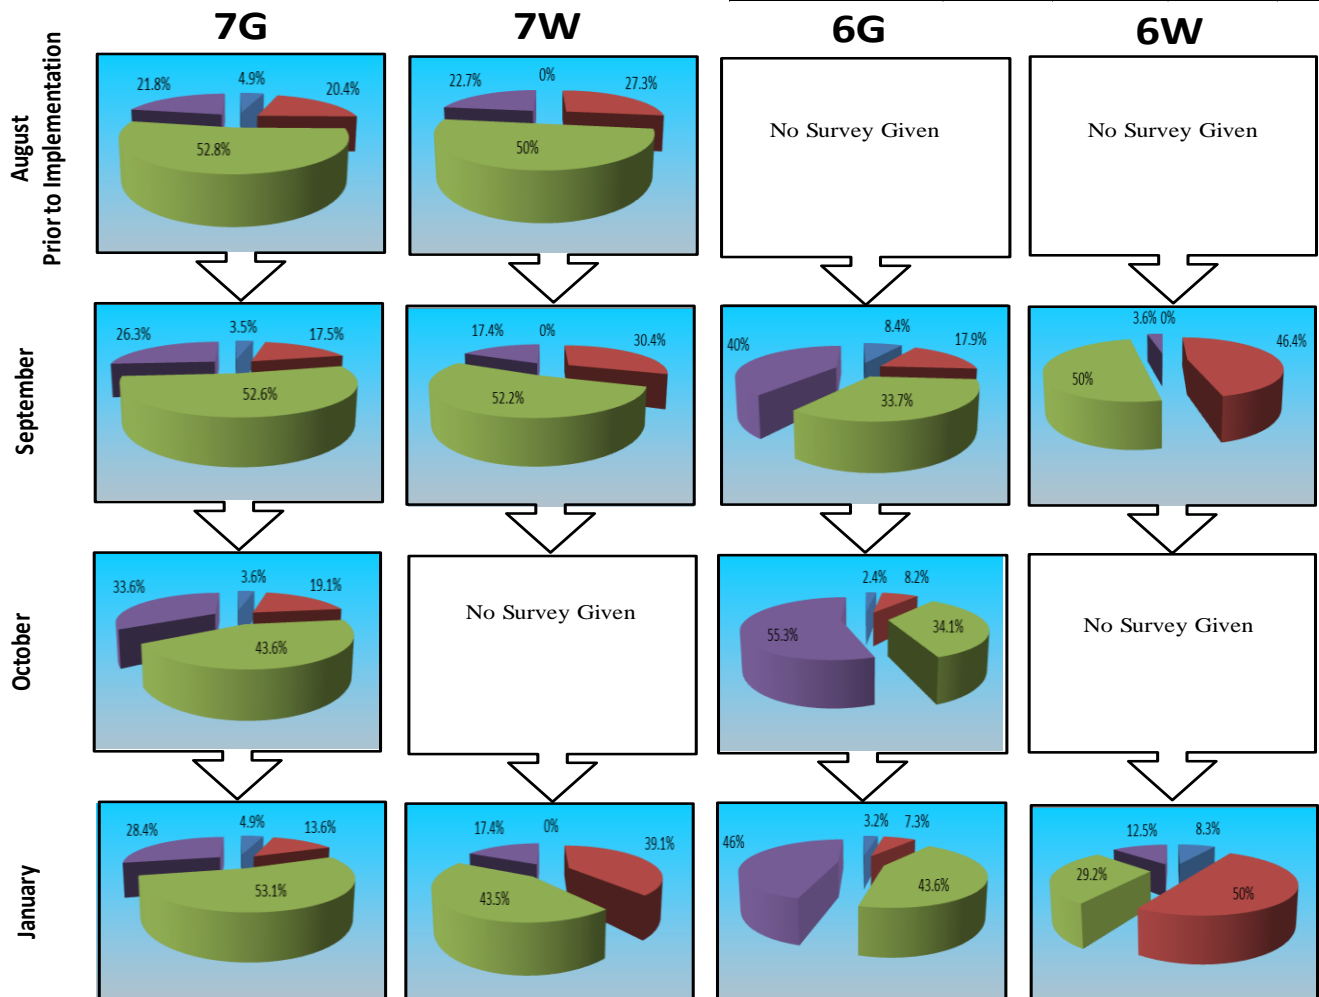 7G 7W 6G 6W
August
Prior to Implementation
21.8% 4.9% 20.4%
52.8%
22.7% 0% 27.3%
50%
No Survey Given
No Survey Given
September
26.3% 3.5% 17.5%
52.6%
17.4% 0% 30.4%
52.2%
40% 8.4% 17.9%
33.7%
3.6% 0% 46.4%
50%
October
33.6% 3.6% 19.1%
43.6%
No Survey Given
2.4% 8.2%
55.3% 34.1%
No Survey Given
January
28.4% 4.9% 13.6%
53.1%
17.4% 0% 39.1%
43.5%
46% 3.2% 7.3%
43.6%
12.5% 8.3%
29.2% 50%